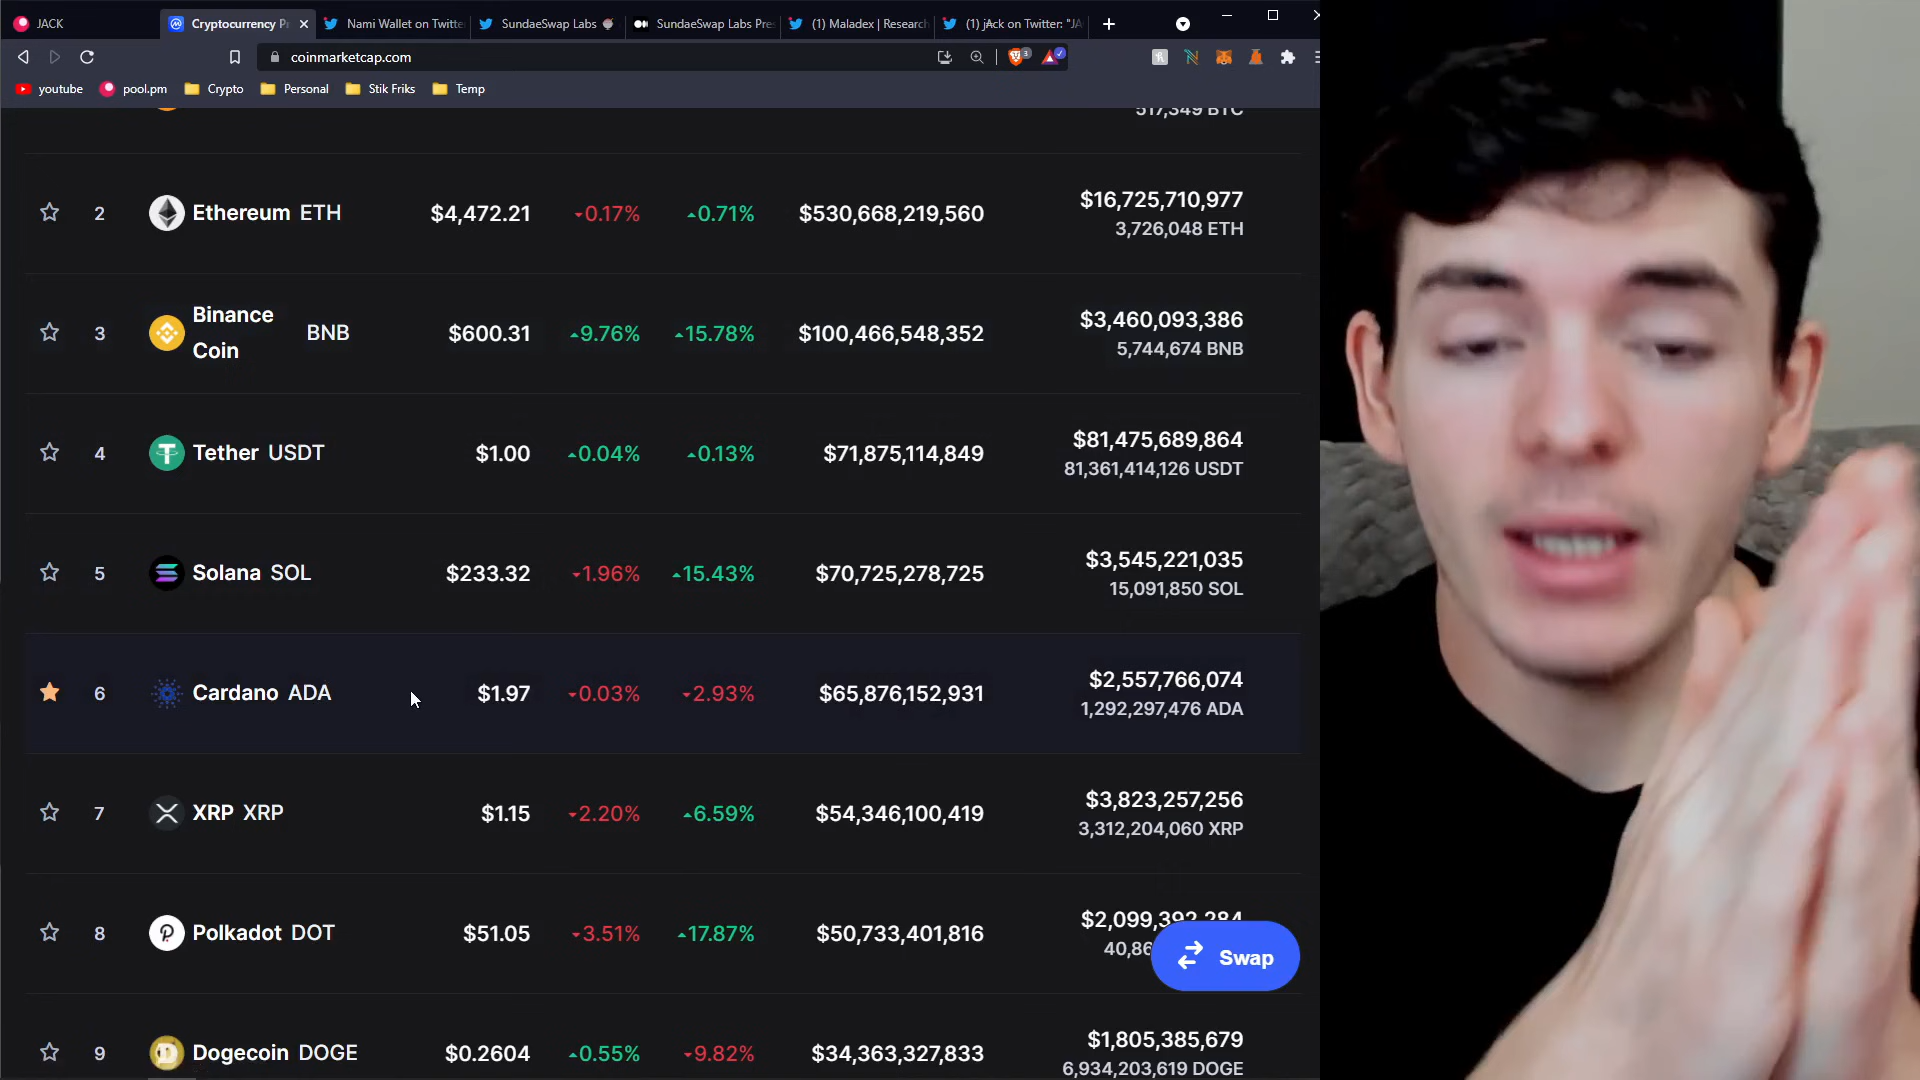 JACK
Cryptocurrency P
Nami Wallet on Twitte
SundaeSwap Labs
SundaeSwap Labs Pre
(1) Maladex | Research
(1) jack on Twitter: "JA
coinmarketcap.com
3
youtube
pool.pm
Crypto
Personal
Stik Friks
Temp
517,349 BTC
2 Ethereum ETH $4,472.21 0.17% 0.71% $530,668,219,560 $16,725,710,977
3,726,048 ETH
3 Binance Coin BNB $600.31 9.76% 15.78% $100,466,548,352 $3,460,093,386
5,744,674 BNB
4 Tether USDT $1.00 0.04% 0.13% $71,875,114,849 $81,475,689,864
81,361,414,126 USDT
5 Solana SOL $233.32 1.96% 15.43% $70,725,278,725 $3,545,221,035
15,091,850 SOL
6 Cardano ADA $1.97 0.03% 2.93% $65,876,152,931 $2,557,766,074
1,292,297,476 ADA
7 XRP XRP $1.15 2.20% 6.59% $54,346,100,419 $3,823,257,256
3,312,204,060 XRP
8 Polkadot DOT $51.05 3.51% 17.87% $50,733,401,816 $2,099,392,284
40,86
Swap
9 Dogecoin DOGE $0.2604 0.55% 9.82% $34,363,327,833 $1,805,385,679
6,934,203,619 DOGE